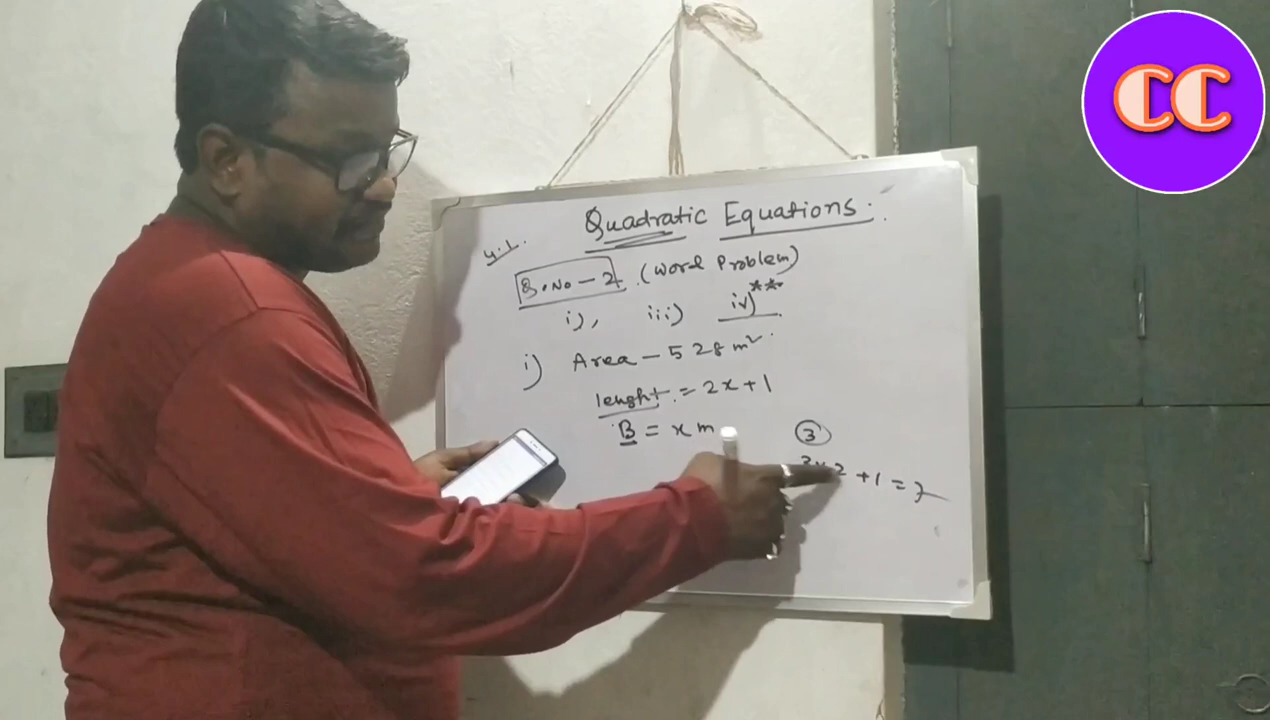 Quadratic Equations:
4.1.
Q.No-2. (Word Problem)
i), iii) iv)**
i) Area - 528 m²
lenght. = 2x+1
B = x m
3
3×2 +1 = 7
CC